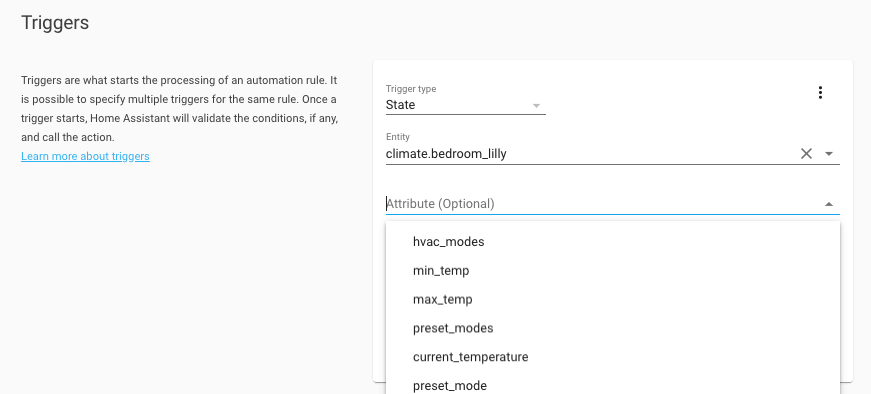 Triggers
Triggers are what starts the processing of an automation rule. It
is possible to specify multiple triggers for the same rule. Once a
trigger starts, Home Assistant will validate the conditions, if any,
and call the action.
Learn more about triggers
Trigger type
State
Entity
climate.bedroom_lilly
Attribute (Optional)
hvac_modes
min_temp
max_temp
preset_modes
current_temperature
preset_mode